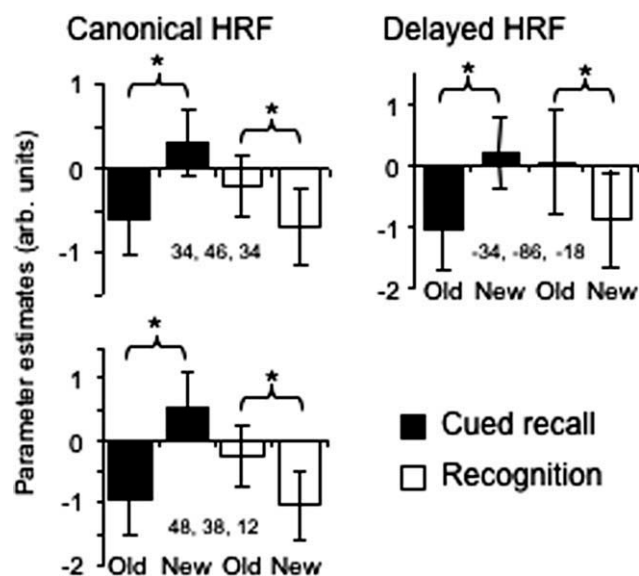 Canonical HRF
Delayed HRF
Parameter estimates (arb. units)
*
*
1
0
-1
34, 46, 34
*
*
1
0
-1
-2
-34, -86, -18
Old New Old New
*
*
1
0
-1
-2
48, 38, 12
Old New Old New
Cued recall
Recognition